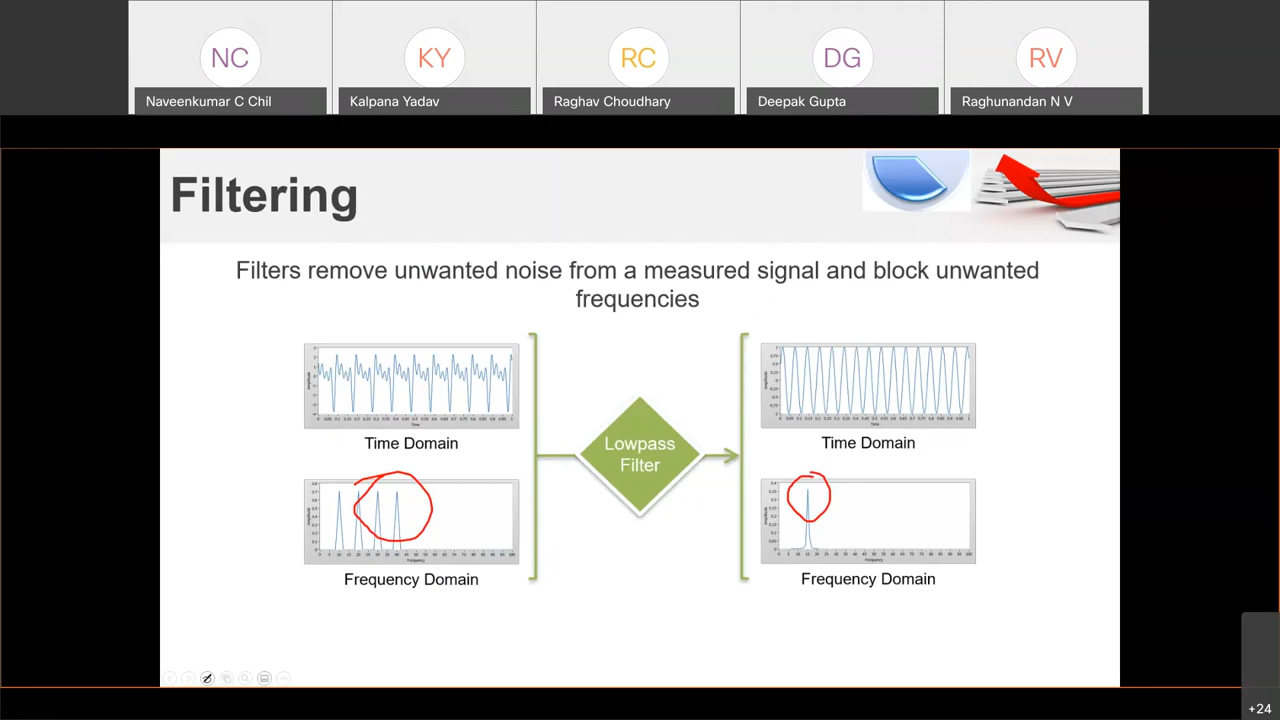 NC
KY
RC
DG
RV
Naveenkumar C Chil
Kalpana Yadav
Raghav Choudhary
Deepak Gupta
Raghunandan N V
Filtering
Filters remove unwanted noise from a measured signal and block unwanted
frequencies
Time Domain
Frequency Domain
Lowpass
Filter
Time Domain
Frequency Domain
+24